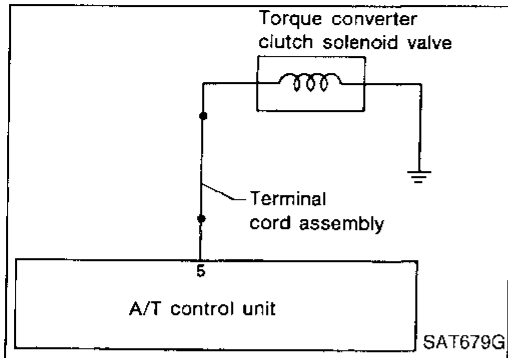 Torque converter
clutch solenoid valve
Terminal
cord assembly
5
A/T control unit
SAT679G